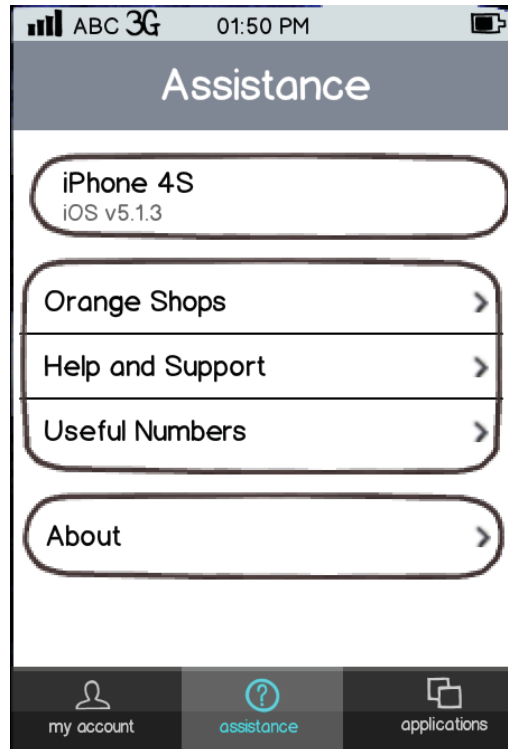 ABC 3G 01:50 PM
Assistance
iPhone 4S
iOS v5.1.3
Orange Shops
Help and Support
Useful Numbers
About
my account assistance applications